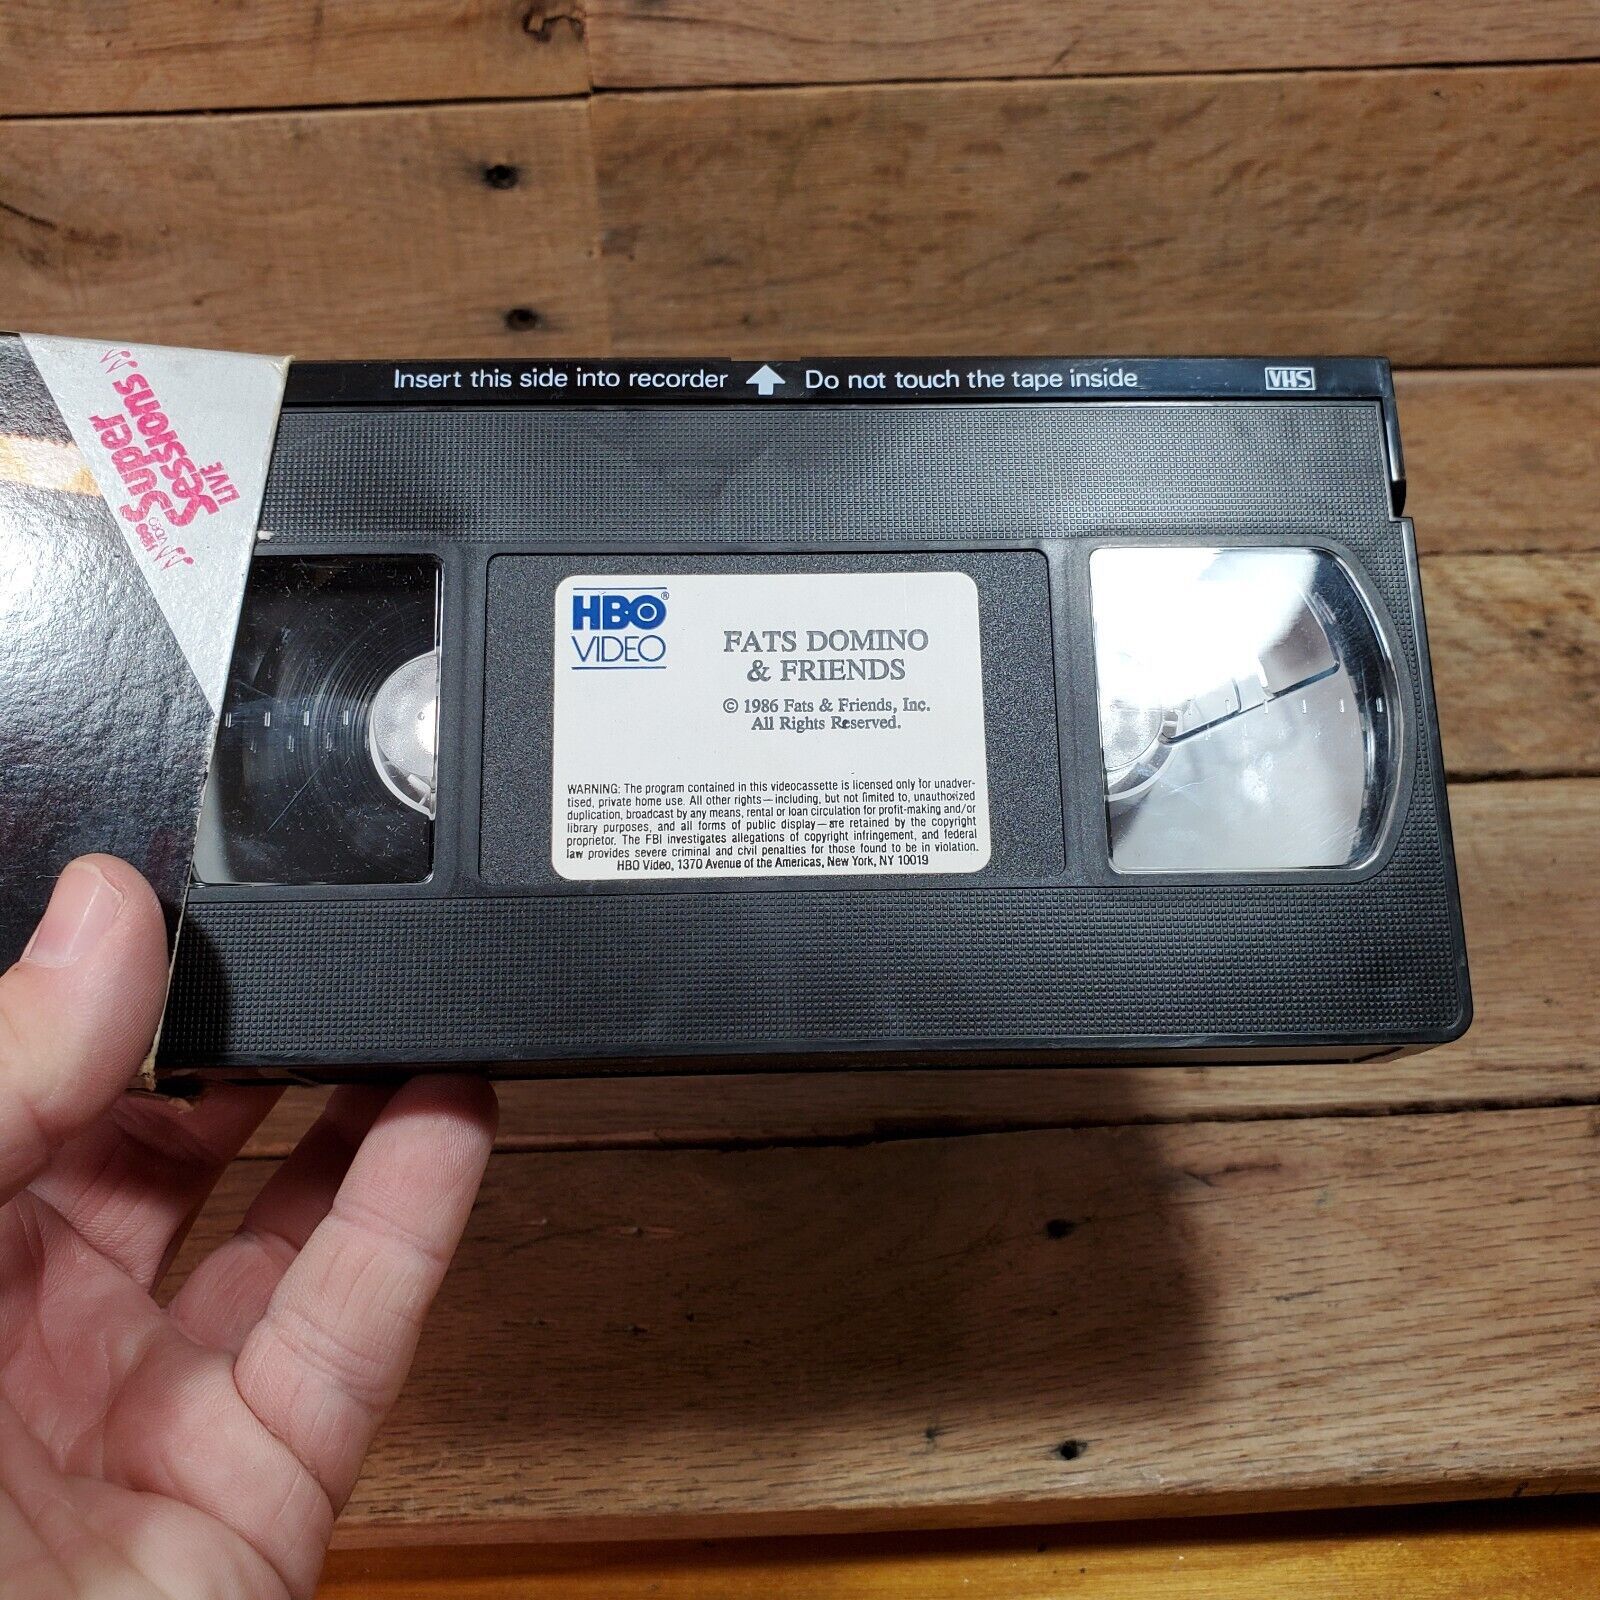 Insert this side into recorder Do not touch the tape inside VHS
HBO VIDEO
Super
Sessions
LIVE
HBO®
VIDEO
FATS DOMINO
& FRIENDS
© 1986 Fats & Friends, Inc.
All Rights Reserved.
WARNING: The program contained in this videocassette is licensed only for unadver-
tised, private home use. All other rights—including, but not limited to, unauthorized
duplication, broadcast by any means, rental or loan circulation for profit-making and/or
library purposes, and all forms of public display—are retained by the copyright
proprietor. The FBI investigates allegations of copyright infringement, and federal
law provides severe criminal and civil penalties for those found to be in violation.
HBO Video, 1370 Avenue of the Americas, New York, NY 10019